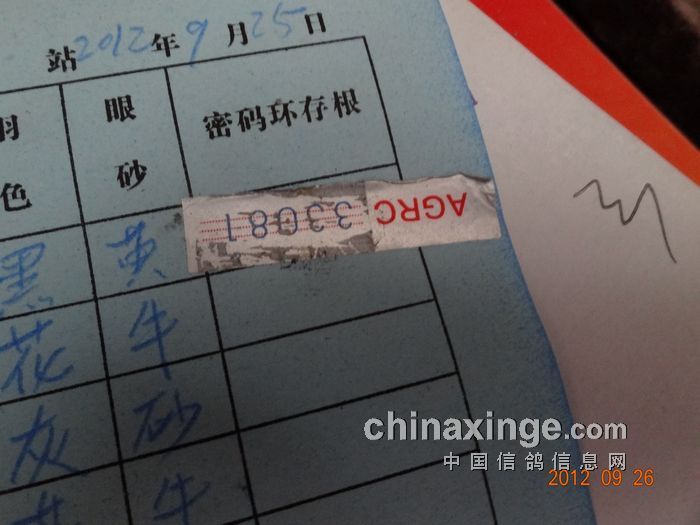 站2012年9月25日
羽色 眼砂 密码环存根
AGRC 33081
黑 黄
花 牛
灰 砂
牛
chinaxinge.com
中国信鸽信息网
2012 09 26